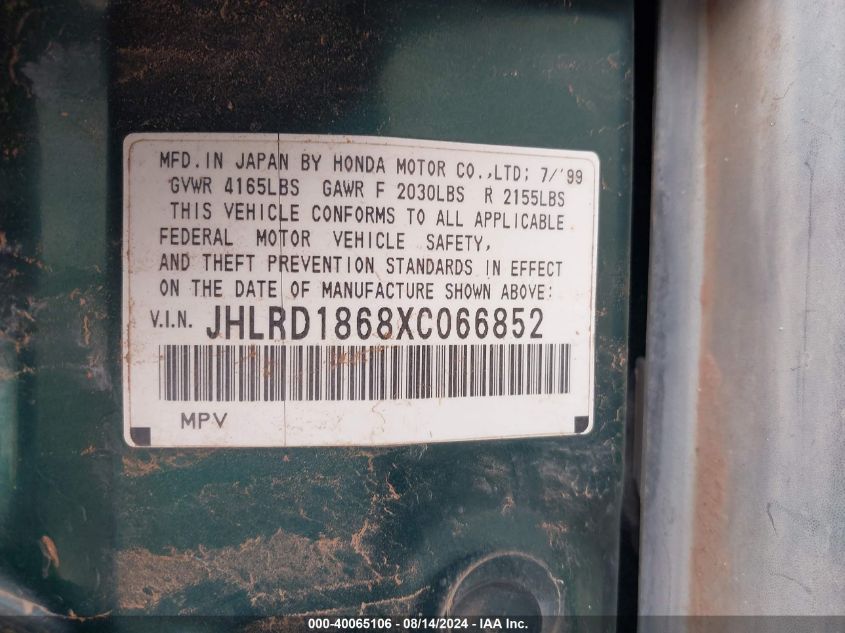 MFD. IN JAPAN BY HONDA MOTOR CO.,LTD; 7/'99
GVWR 4165LBS GAWR F 2030LBS R 2155LBS
THIS VEHICLE CONFORMS TO ALL APPLICABLE
FEDERAL MOTOR VEHICLE SAFETY,
AND THEFT PREVENTION STANDARDS IN EFFECT
ON THE DATE OF MANUFACTURE SHOWN ABOVE:
V.I.N. JHLRD1868XC066852
MPV
000-40065106 - 08/14/2024 - IAAI.com